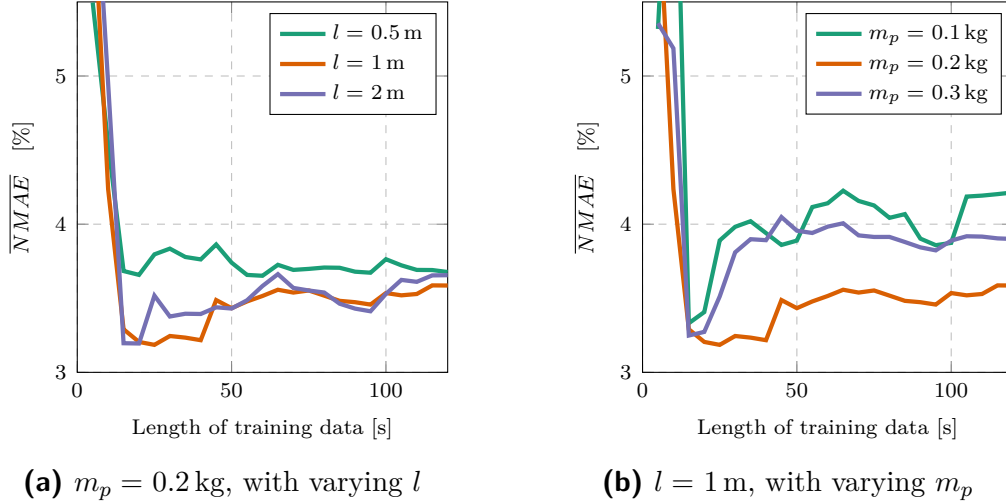 l = 0.5 m
l = 1 m
l = 2 m
5
4
3
0
50
100
\overline{NMAE} [%]
Length of training data [s]
(a) m_p = 0.2 kg, with varying l
m_p = 0.1 kg
m_p = 0.2 kg
m_p = 0.3 kg
5
4
3
0
50
100
\overline{NMAE} [%]
Length of training data [s]
(b) l = 1 m, with varying m_p